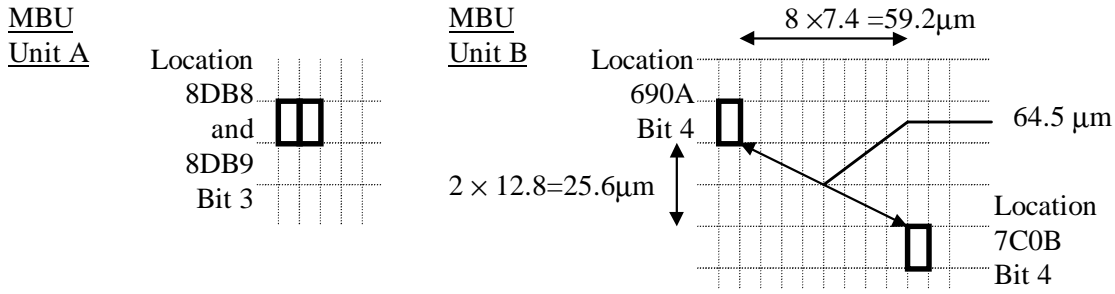 MBU
Unit A
Location
8DB8
and
8DB9
Bit 3
MBU
Unit B
8 ×7.4 =59.2μm
Location
690A
Bit 4
64.5 μm
2 × 12.8=25.6μm
Location
7C0B
Bit 4